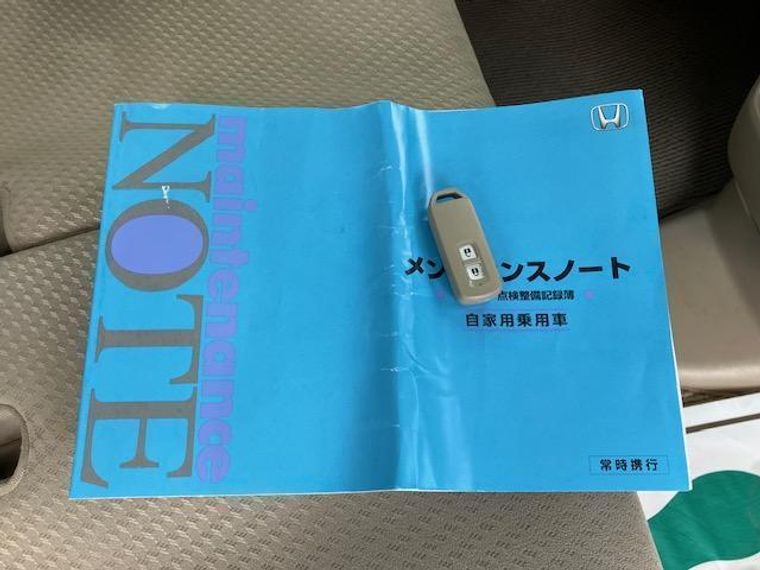 maintenance
NOTE
メン ンスノート
点検整備記録簿
自家用乗用車
常時携行